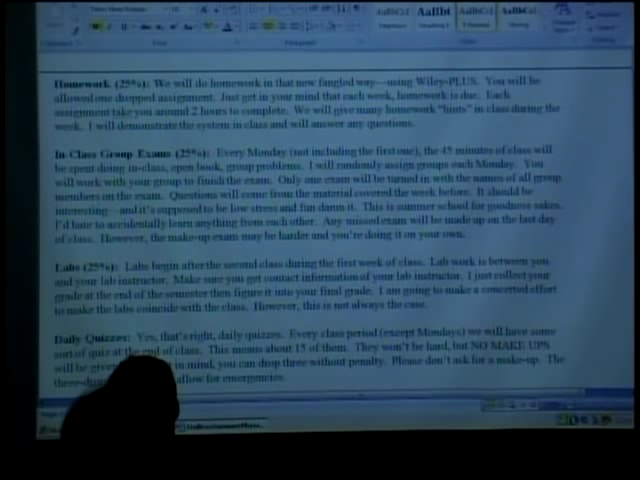 AaBbCcI AaBbt AaBbCcI AaBbCcI
Homework (25%): We will do homework in that new fangled way—using Wiley-PLUS. You will be
allowed one dropped assignment. Just get in your mind that each week, homework is due. Each
assignment take you around 2 hours to complete. We will give many homework "hints" in class during the
week. I will demonstrate the system in class and will answer any questions.
In-Class Group Exams (25%): Every Monday (not including the first one), the 45 minutes of class will
be spent doing in-class, open book, group problems. I will randomly assign groups each Monday. You
will work with your group to finish the exam. Only one exam will be turned in with the names of all group
members on the exam. Questions will come from the material covered the week before. It should be
interesting—and it's supposed to be low stress and fun damn it. This is summer school for goodness sakes.
I'd hate to accidentally learn anything from each other. Any missed exam will be made up on the last day
of class. However, the make-up exam may be harder and you're doing it on your own.
Labs (25%): Labs begin after the second class during the first week of class. Lab work is between you
and your lab instructor. Make sure you get contact information of your lab instructor. I just collect your
grade at the end of the semester then figure it into your final grade. I am going to make a concerted effort
to make the labs coincide with the class. However, this is not always the case.
Daily Quizzes: Yes, that's right, daily quizzes. Every class period (except Mondays) we will have some
sort of quiz at the end of class. This means about 15 of them. They won't be hard, but NO MAKE UPS
will be given in mind, you can drop three without penalty. Please don't ask for a make-up. The
allow for emergencies.